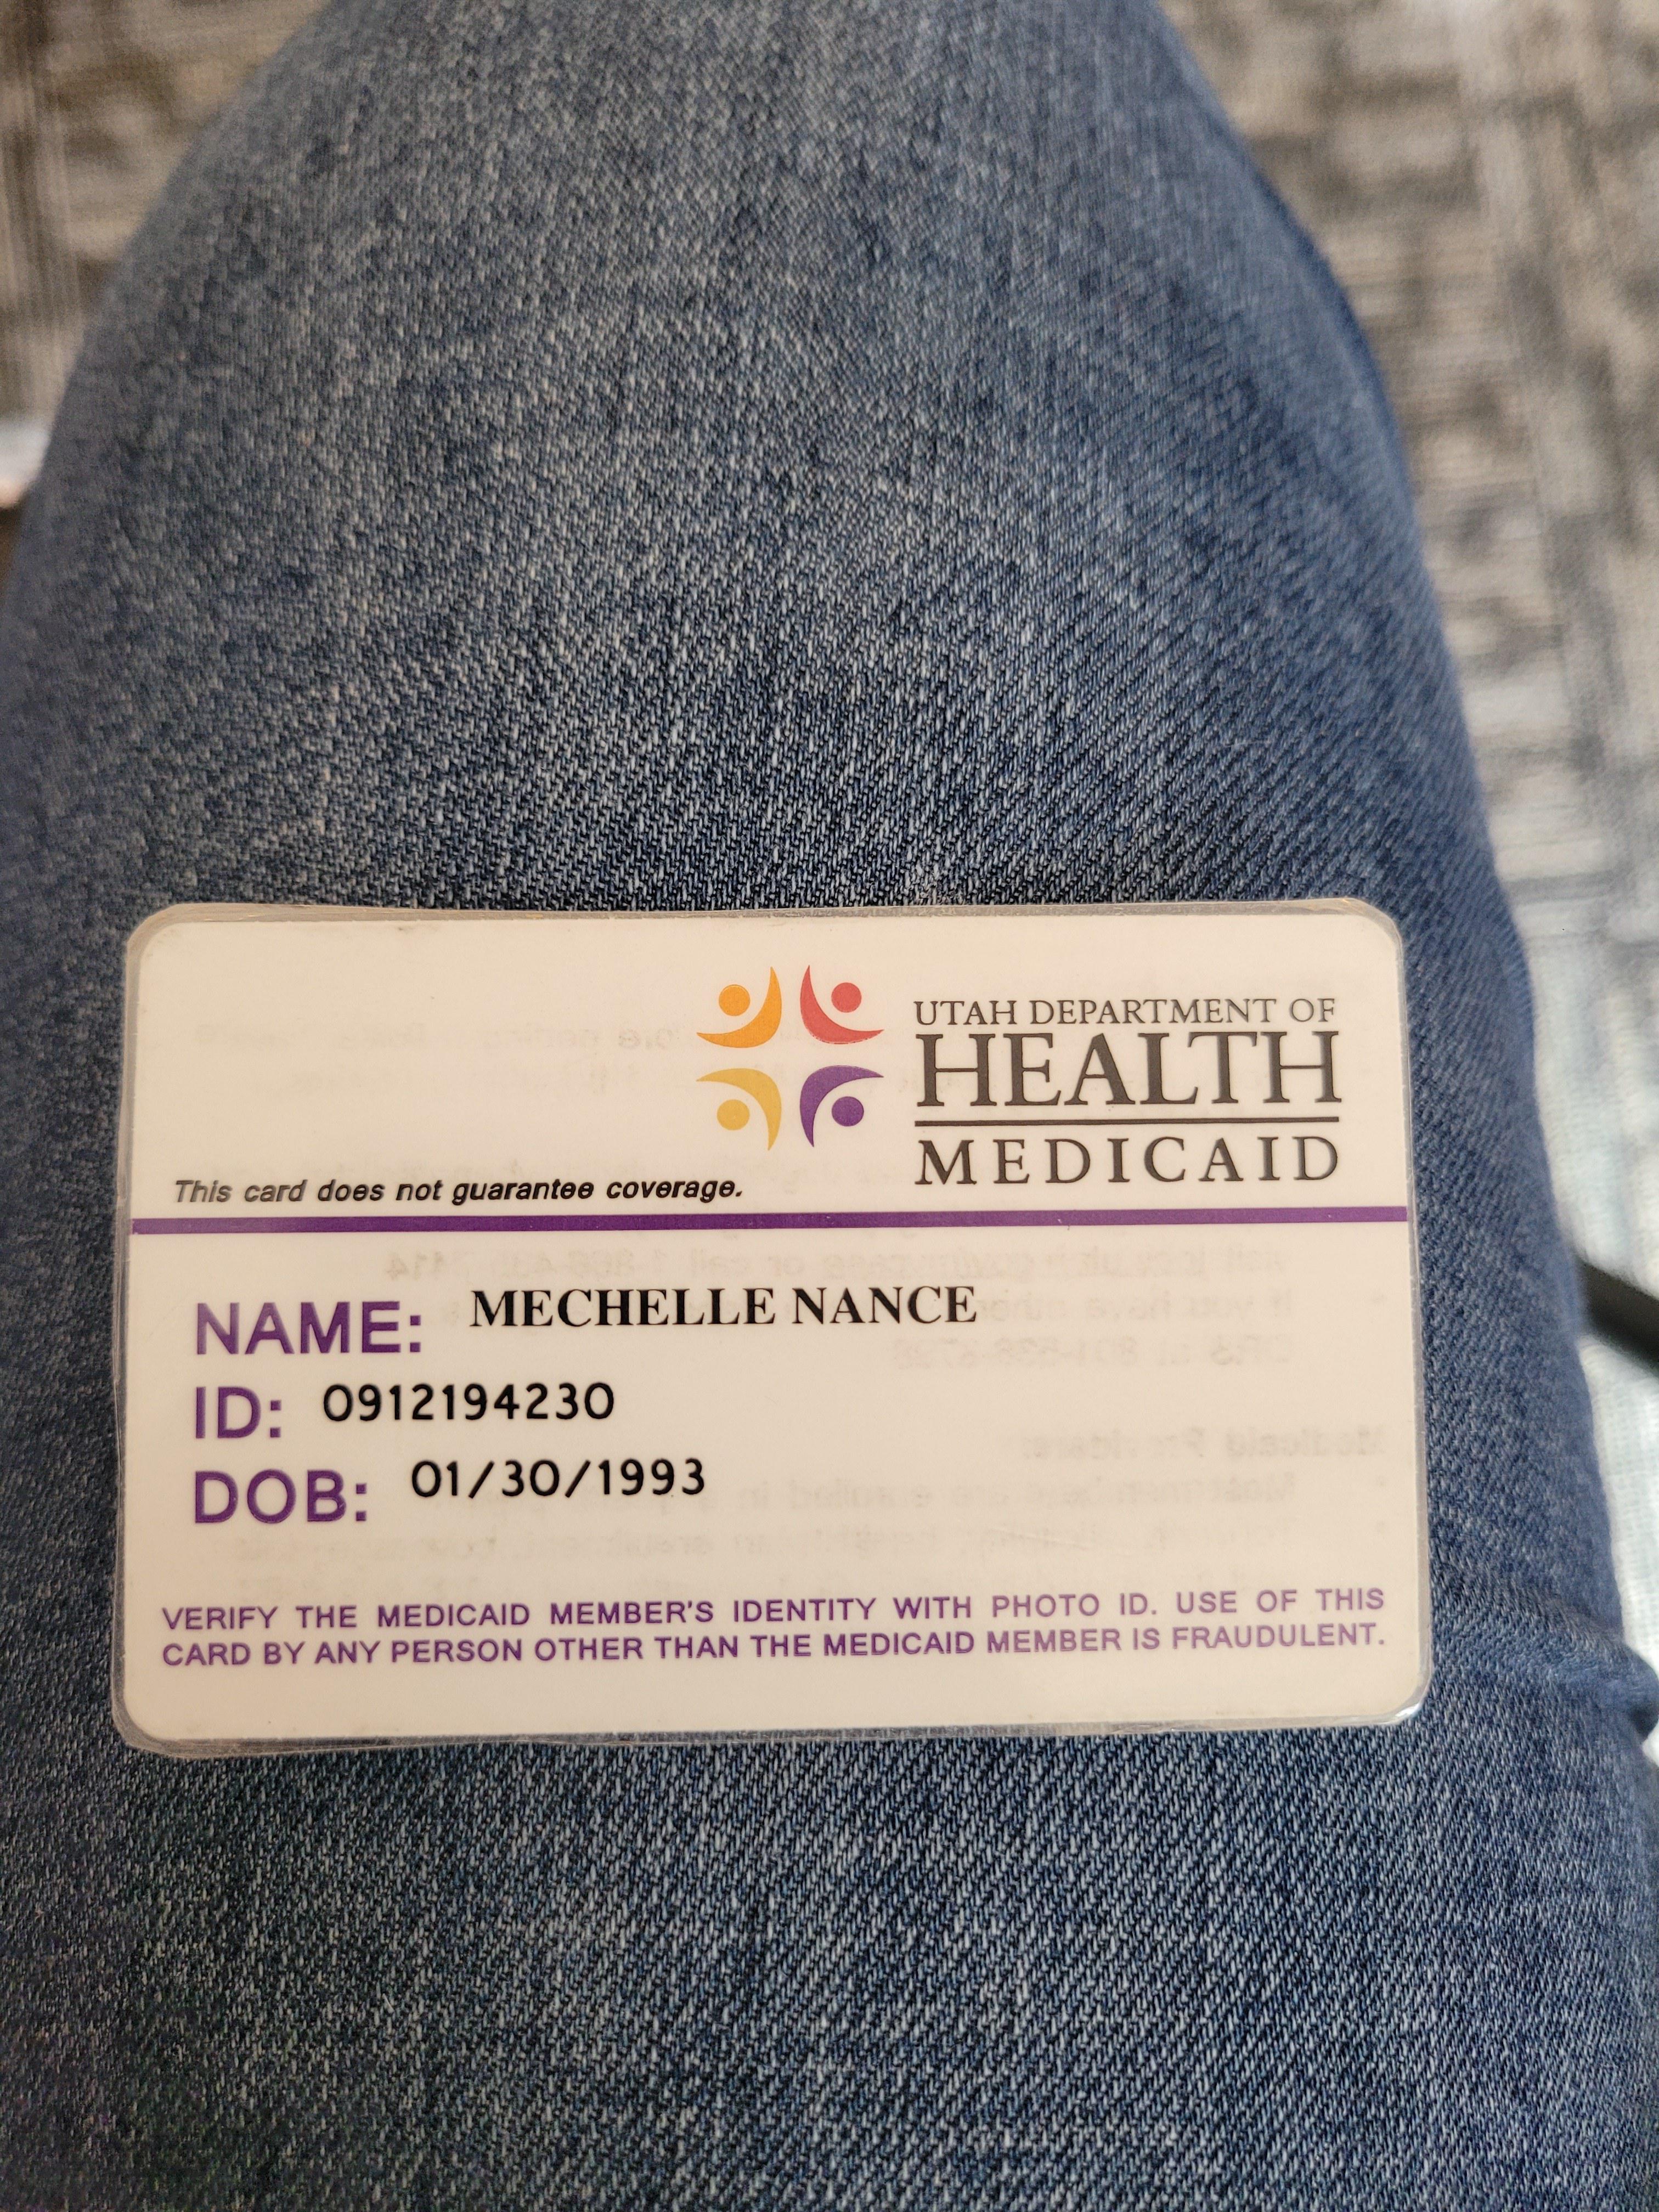 UTAH DEPARTMENT OF
HEALTH
MEDICAID
This card does not guarantee coverage.
NAME: MECHELLE NANCE
ID: 0912194230
DOB: 01/30/1993
VERIFY THE MEDICAID MEMBER'S IDENTITY WITH PHOTO ID. USE OF THIS
CARD BY ANY PERSON OTHER THAN THE MEDICAID MEMBER IS FRAUDULENT.